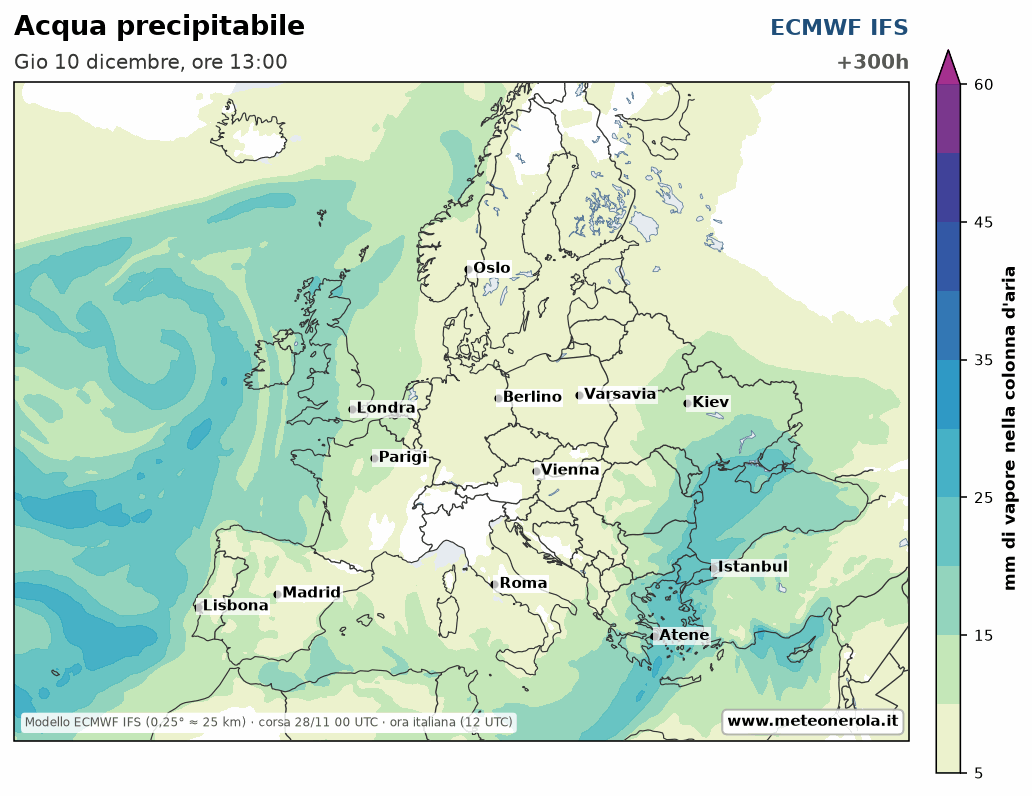 Acqua precipitabile
ECMWF IFS
Gio 10 dicembre, ore 13:00
+300h
60
45
35
25
15
5
mm di vapore nella colonna d'aria
Oslo
Berlino
Varsavia
Kiev
Londra
Parigi
Vienna
Istanbul
Roma
Madrid
Lisbona
Atene
Modello ECMWF IFS (0,25° ≈ 25 km) · corsa 28/11 00 UTC · ora italiana (12 UTC)
www.meteonerola.it